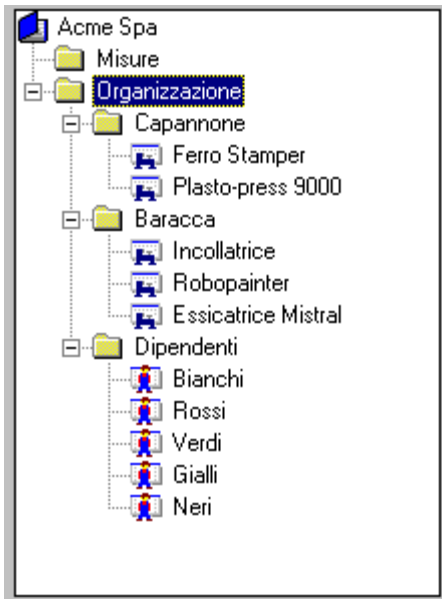 Acme Spa
Misure
Organizzazione
Capannone
Ferro Stamper
Plasto-press 9000
Baracca
Incollatrice
Robopainter
Essicatrice Mistral
Dipendenti
Bianchi
Rossi
Verdi
Gialli
Neri